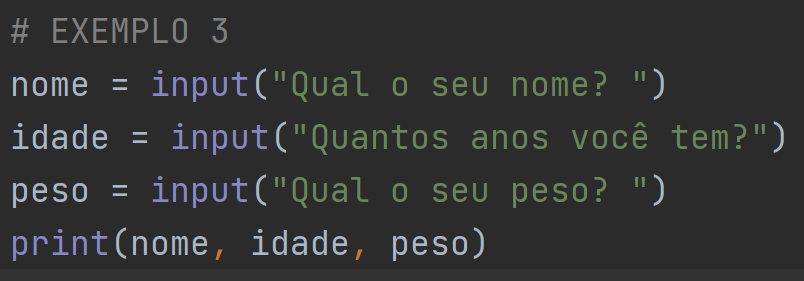 # EXEMPLO 3
nome = input("Qual o seu nome? ")
idade = input("Quantos anos você tem?")
peso = input("Qual o seu peso? ")
print(nome, idade, peso)